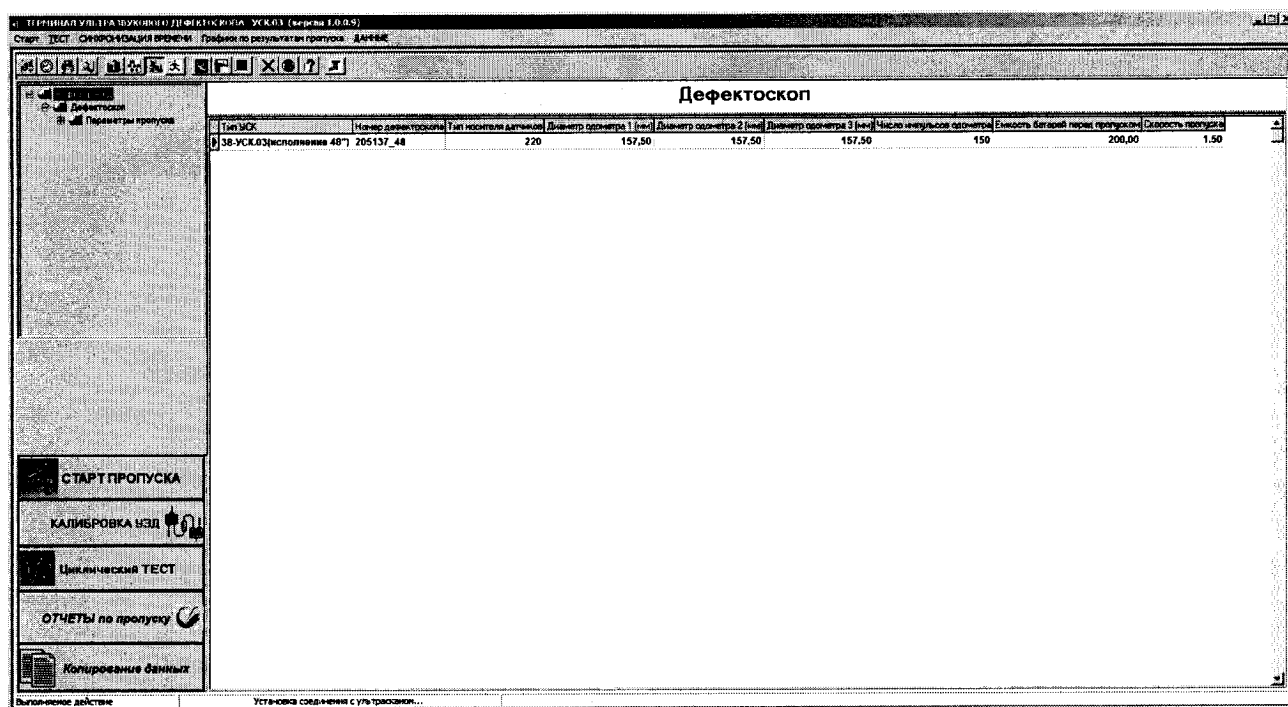 ТЕРМИНАЛ УЛЬТРАЗВУКОВОГО ДЕФЕКТОСКОПА УСК.03 (версия 1.0.0.9)
Старт ТЕСТ СИНХРОНИЗАЦИЯ ВРЕМЕНИ Графики по результатам пропуска ДАННЫЕ
Дефектоскоп
Дефектоскоп
Параметры пропуска
Тип УСК Номер дефектоскопа Тип носителя датчиков Диаметр одометра 1 (мм) Диаметр одометра 2 (мм) Диаметр одометра 3 (мм) Число импульсов одометра Емкость батарей перед пропуском Скорость пропуска
38-УСК.03(исполнение 48") 205137_48 220 157,50 157,50 157,50 150 200,00 1.50
СТАРТ ПРОПУСКА
КАЛИБРОВКА УЗД
Циклический ТЕСТ
ОТЧЕТЫ по пропуску
Копирование данных
Выполняемое действие Установка соединения с ультрасканом...